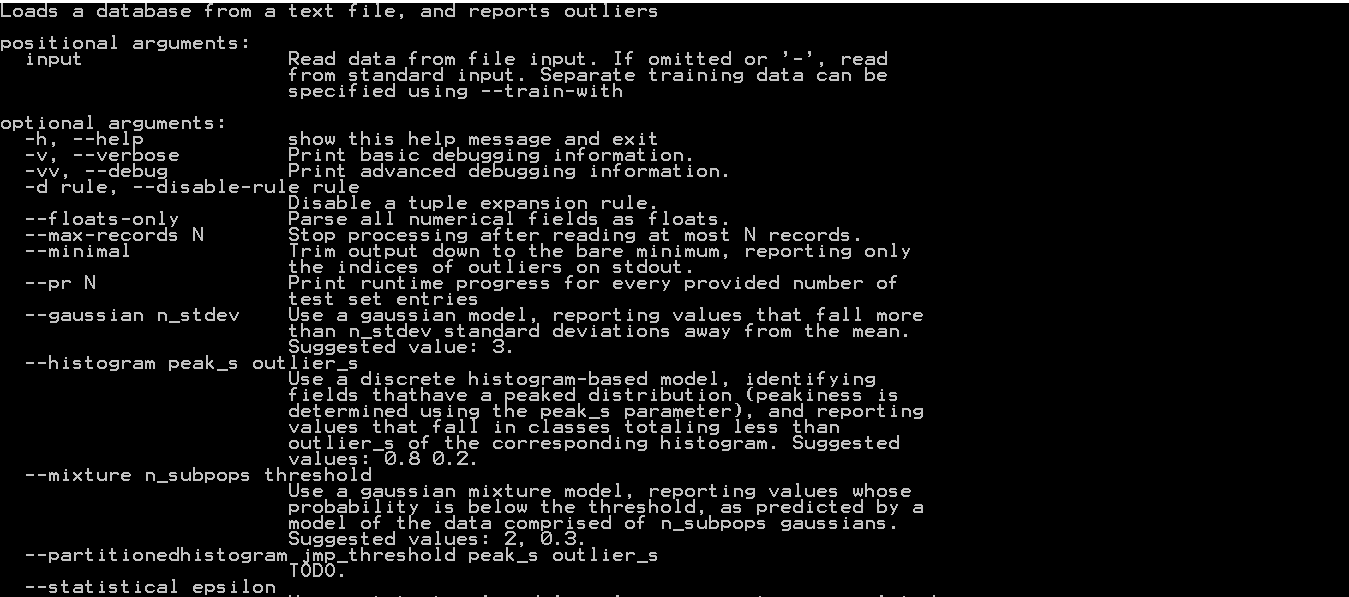 Loads a database from a text file, and reports outliers
positional arguments:
input Read data from file input. If omitted or '-', read
from standard input. Separate training data can be
specified using --train-with
optional arguments:
-h, --help show this help message and exit
-v, --verbose Print basic debugging information.
-vv, --debug Print advanced debugging information.
-d rule, --disable-rule rule
Disable a tuple expansion rule.
--floats-only Parse all numerical fields as floats.
--max-records N Stop processing after reading at most N records.
--minimal Trim output down to the bare minimum, reporting only
the indices of outliers on stdout.
--pr N Print runtime progress for every provided number of
test set entries
--gaussian n_stdev Use a gaussian model, reporting values that fall more
than n_stdev standard deviations away from the mean.
Suggested value: 3.
--histogram peak_s outlier_s
Use a discrete histogram-based model, identifying
fields thathave a peaked distribution (peakiness is
determined using the peak_s parameter), and reporting
values that fall in classes totaling less than
outlier_s of the corresponding histogram. Suggested
values: 0.8 0.2.
--mixture n_subpops threshold
Use a gaussian mixture model, reporting values whose
probability is below the threshold, as predicted by a
model of the data comprised of n_subpops gaussians.
Suggested values: 2, 0.3.
--partitionedhistogram jmp_threshold peak_s outlier_s
TODO.
--statistical epsilon